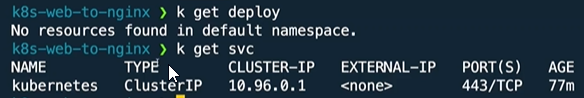 k8s-web-to-nginx ❯ k get deploy
No resources found in default namespace.
k8s-web-to-nginx ❯ k get svc
NAME TYPE CLUSTER-IP EXTERNAL-IP PORT(S) AGE
kubernetes ClusterIP 10.96.0.1 <none> 443/TCP 77m